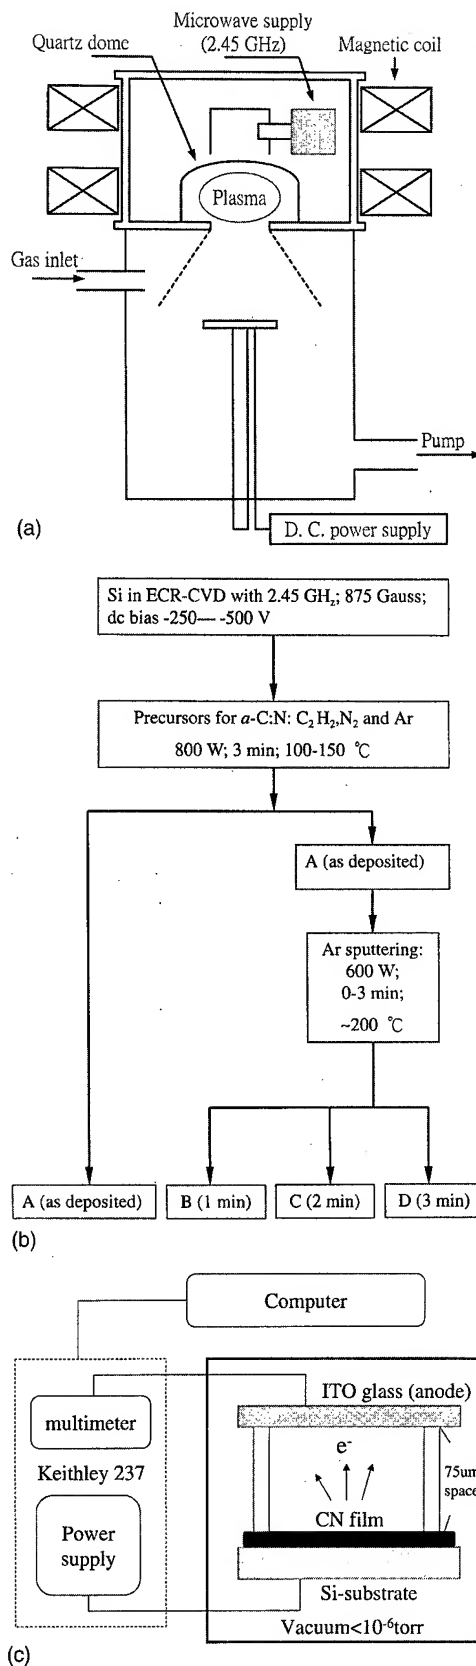 Microwave supply
(2.45 GHz)
Quartz dome
Magnetic coil
Plasma
Gas inlet
Pump
D. C. power supply
(a)
Si in ECR-CVD with 2.45 GHz; 875 Gauss;
dc bias -250— -500 V
Precursors for a-C:N: C2H2,N2 and Ar
800 W; 3 min; 100-150 ℃
A (as deposited)
Ar sputtering:
600 W;
0-3 min;
~200 ℃
A (as deposited)
B (1 min)
C (2 min)
D (3 min)
(b)
Computer
multimeter
Keithley 237
Power
supply
ITO glass (anode)
e-
75um
space
CN film
Si-substrate
Vacuum<10-6torr
(c)